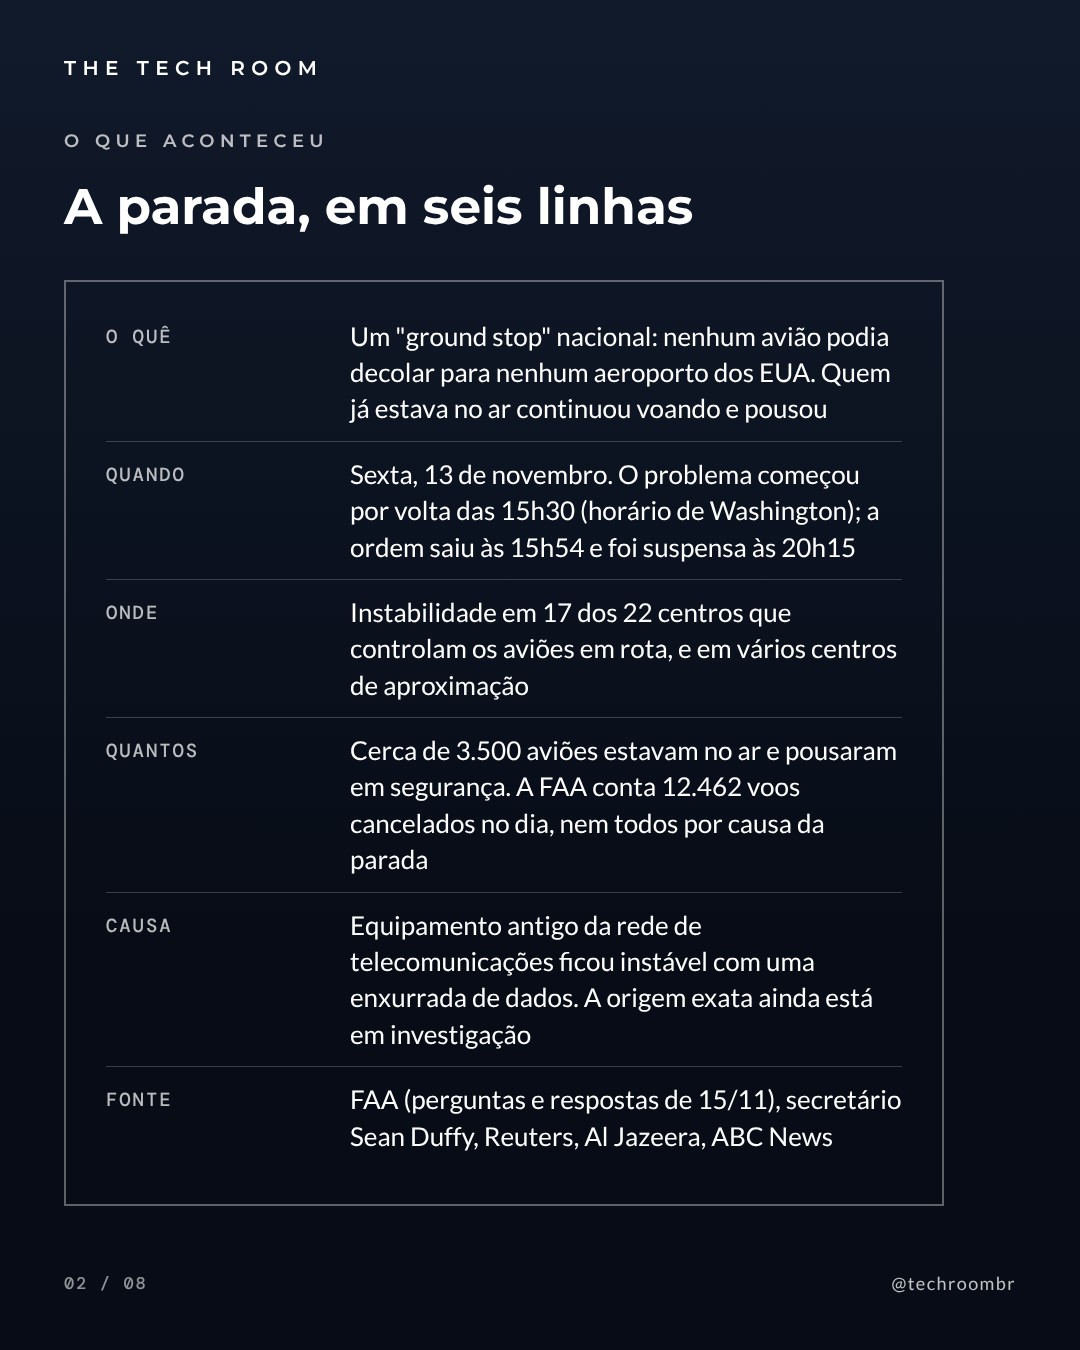 THE TECH ROOM
O QUE ACONTECEU
A parada, em seis linhas
O QUÊ
Um "ground stop" nacional: nenhum avião podia
decolar para nenhum aeroporto dos EUA. Quem
já estava no ar continuou voando e pousou
QUANDO
Sexta, 13 de novembro. O problema começou
por volta das 15h30 (horário de Washington); a
ordem saiu às 15h54 e foi suspensa às 20h15
ONDE
Instabilidade em 17 dos 22 centros que
controlam os aviões em rota, e em vários centros
de aproximação
QUANTOS
Cerca de 3.500 aviões estavam no ar e pousaram
em segurança. A FAA conta 12.462 voos
cancelados no dia, nem todos por causa da
parada
CAUSA
Equipamento antigo da rede de
telecomunicações ficou instável com uma
enxurrada de dados. A origem exata ainda está
em investigação
FONTE
FAA (perguntas e respostas de 15/11), secretário
Sean Duffy, Reuters, Al Jazeera, ABC News
02 / 08
@techroombr